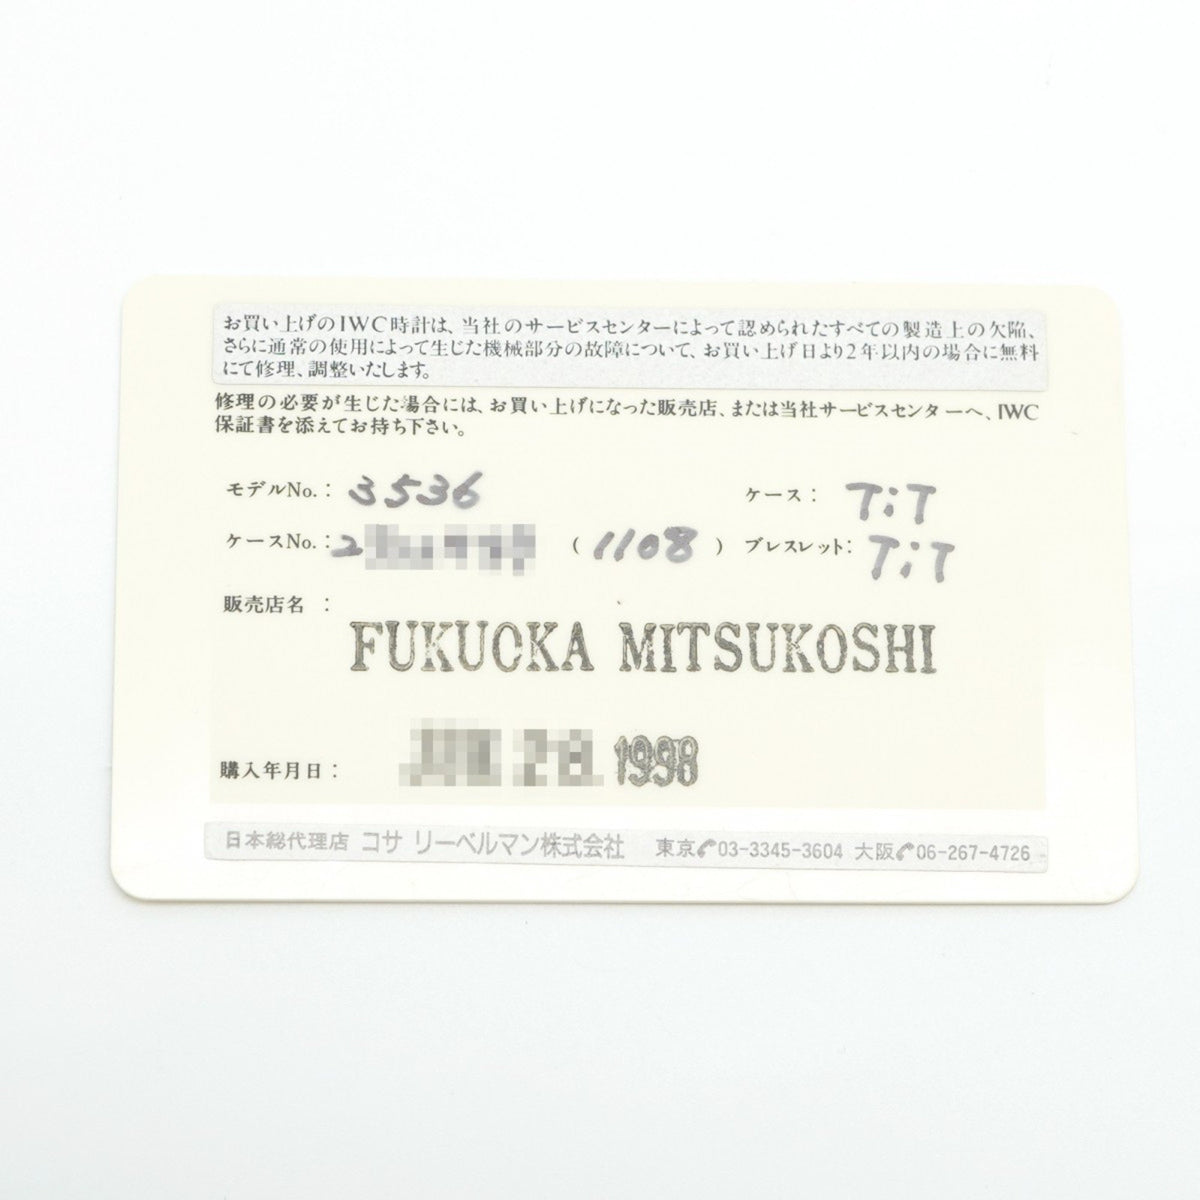 お買い上げのIWC時計は、当社のサービスセンターによって認められたすべての製造上の欠陥、
さらに通常の使用によって生じた機械部分の故障について、お買い上げ日より2年以内の場合に無料
にて修理、調整いたします。
修理の必要が生じた場合には、お買い上げになった販売店、または当社サービスセンターへ、IWC
保証書を添えてお持ち下さい。
モデルNo.: 3536 ケース: TiT
ケースNo.: 2 (1108) ブレスレット: TiT
販売店名 :
FUKUOKA MITSUKOSHI
購入年月日: 1998
日本総代理店 コサ リーベルマン株式会社 東京✆03-3345-3604 大阪✆06-267-4726